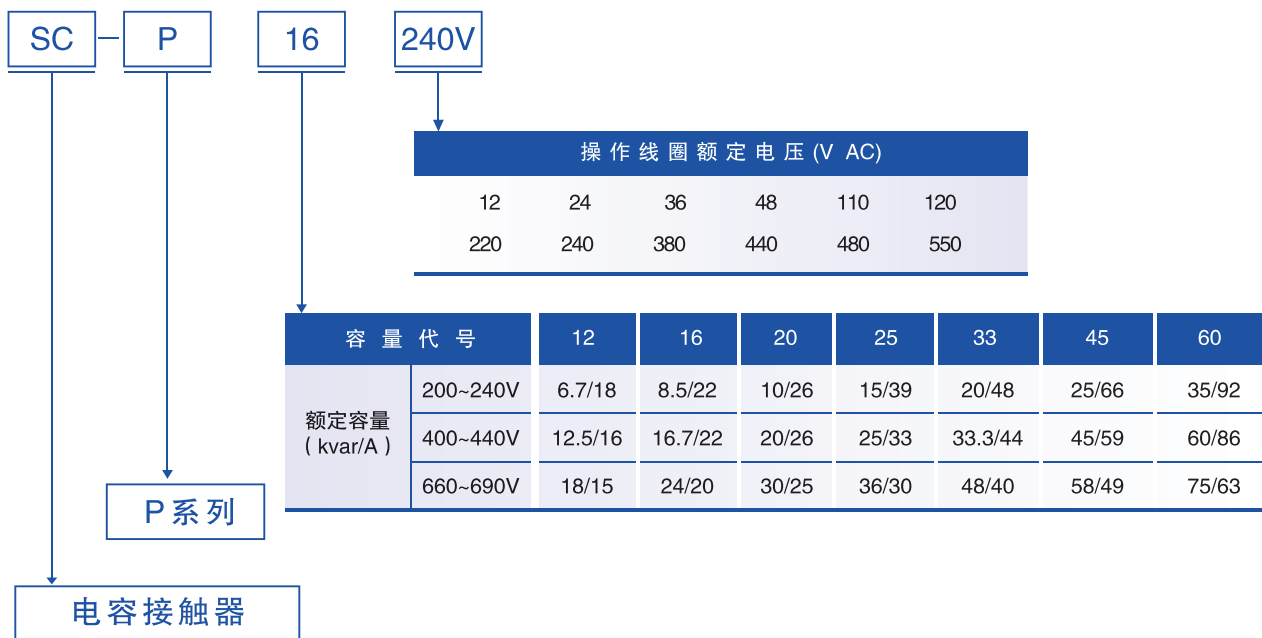 SC - P 16 240V
操作线圈额定电压(V AC)
12 24 36 48 110 120
220 240 380 440 480 550
容量代号 12 16 20 25 33 45 60
200~240V 6.7/18 8.5/22 10/26 15/39 20/48 25/66 35/92
额定容量
(kvar/A)
400~440V 12.5/16 16.7/22 20/26 25/33 33.3/44 45/59 60/86
660~690V 18/15 24/20 30/25 36/30 48/40 58/49 75/63
P系列
电容接触器